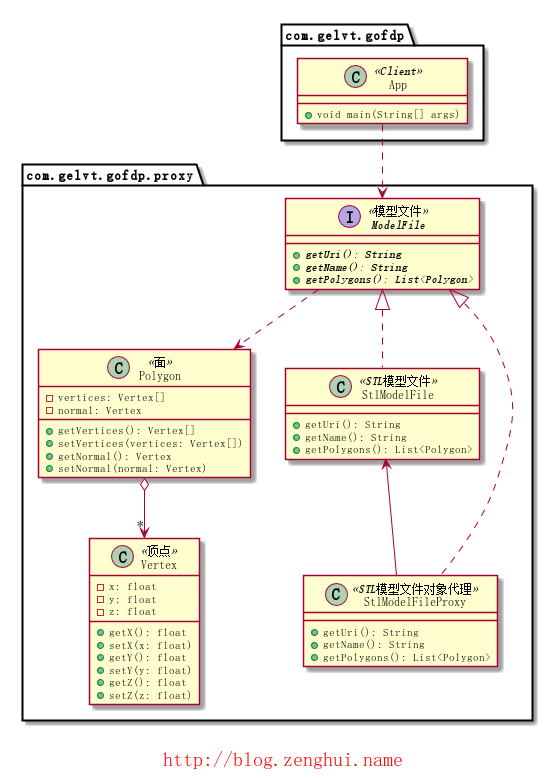 com.gelvt.gofdp
«Client»
C
App
void main(String[] args)
com.gelvt.gofdp.proxy
«模型文件»
I
ModelFile
getUri(): String
getName(): String
getPolygons(): List<Polygon>
«面»
C
Polygon
vertices: Vertex[]
normal: Vertex
getVertices(): Vertex[]
setVertices(vertices: Vertex[])
getNormal(): Vertex
setNormal(normal: Vertex)
«STL模型文件»
C
StlModelFile
getUri(): String
getName(): String
getPolygons(): List<Polygon>
*
«顶点»
C
Vertex
x: float
y: float
z: float
getX(): float
setX(x: float)
getY(): float
setY(y: float)
getZ(): float
setZ(z: float)
«STL模型文件对象代理»
C
StlModelFileProxy
getUri(): String
getName(): String
getPolygons(): List<Polygon>
http://blog.zenghui.name